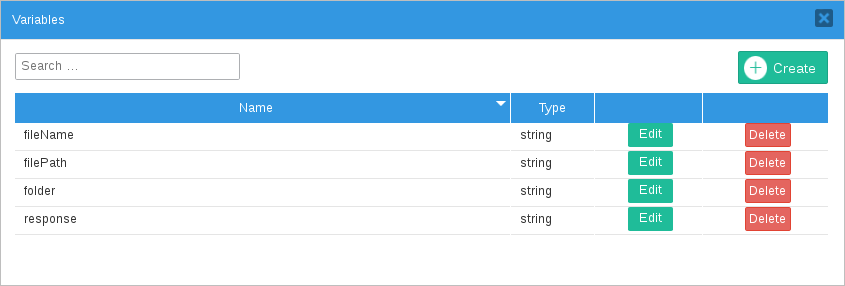 Variables
Search ...
Create
Name Type
fileName string Edit Delete
filePath string Edit Delete
folder string Edit Delete
response string Edit Delete